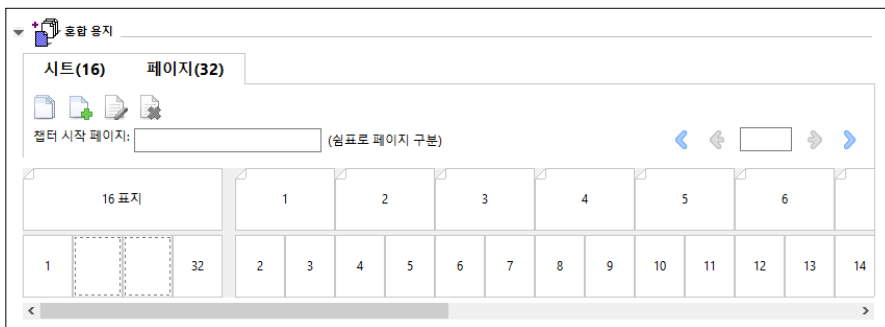 혼합 용지
시트(16) 페이지(32)
챕터 시작 페이지: (쉼표로 페이지 구분)
16 표지 1 2 3 4 5 6
1 32 2 3 4 5 6 7 8 9 10 11 12 13 14